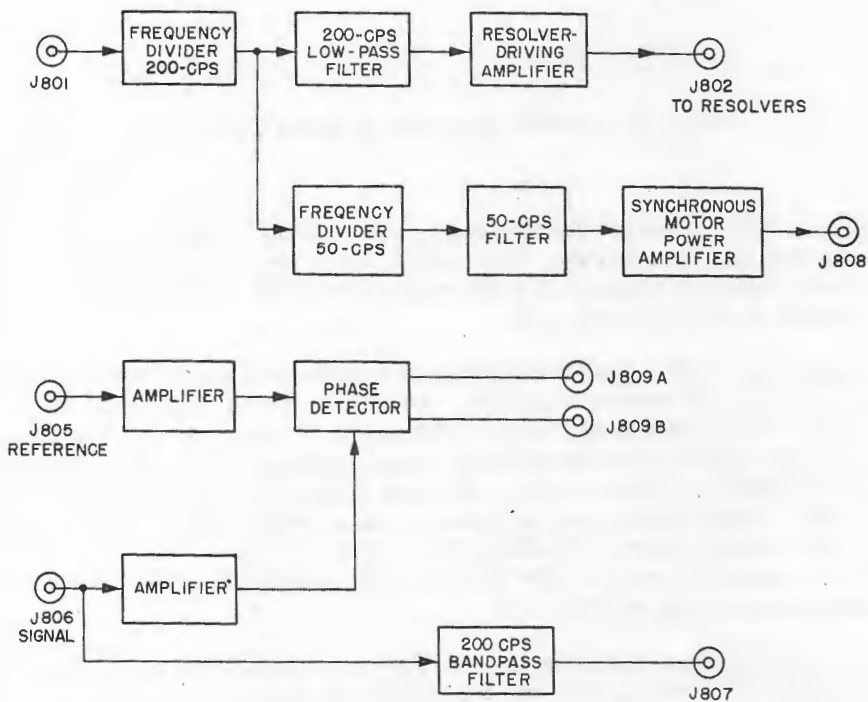 FREQUENCY
DIVIDER
200-CPS
200-CPS
LOW-PASS
FILTER
RESOLVER-
DRIVING
AMPLIFIER
J801
J802
TO RESOLVERS
FREQENCY
DIVIDER
50-CPS
50-CPS
FILTER
SYNCHRONOUS
MOTOR
POWER
AMPLIFIER
J808
AMPLIFIER
PHASE
DETECTOR
J809A
J809B
J805
REFERENCE
AMPLIFIER
J806
SIGNAL
200 CPS
BANDPASS
FILTER
J807